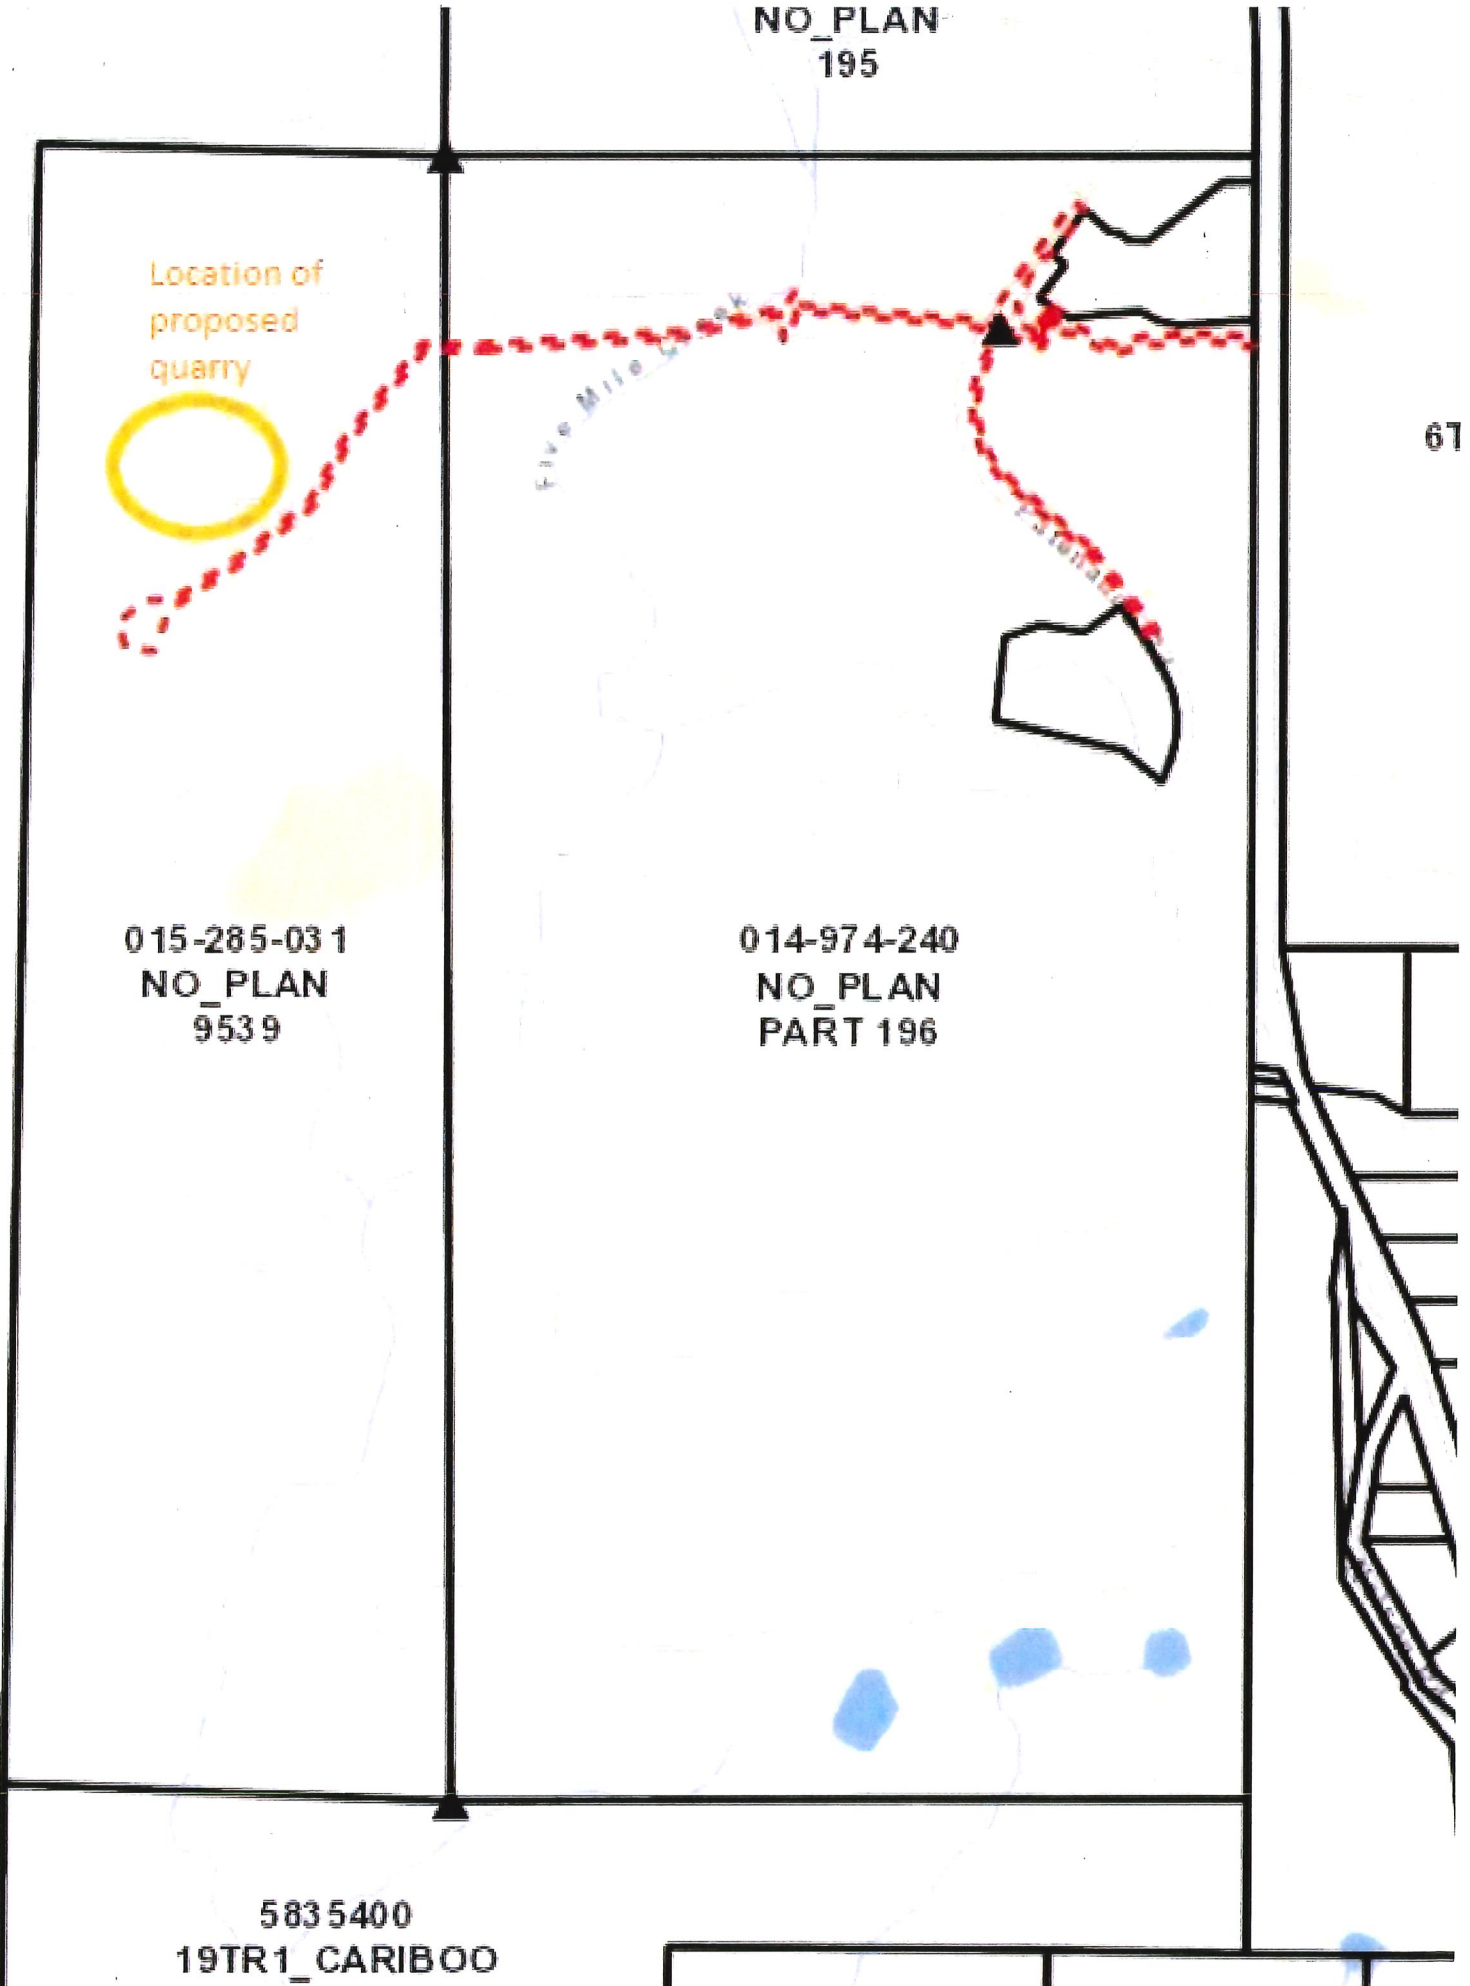 NO_PLAN
195
Location of
proposed
quarry
Five Mile Creek
6T
015-285-031
NO_PLAN
9539
014-974-240
NO_PLAN
PART 196
5835400
19TR1_CARIBOO